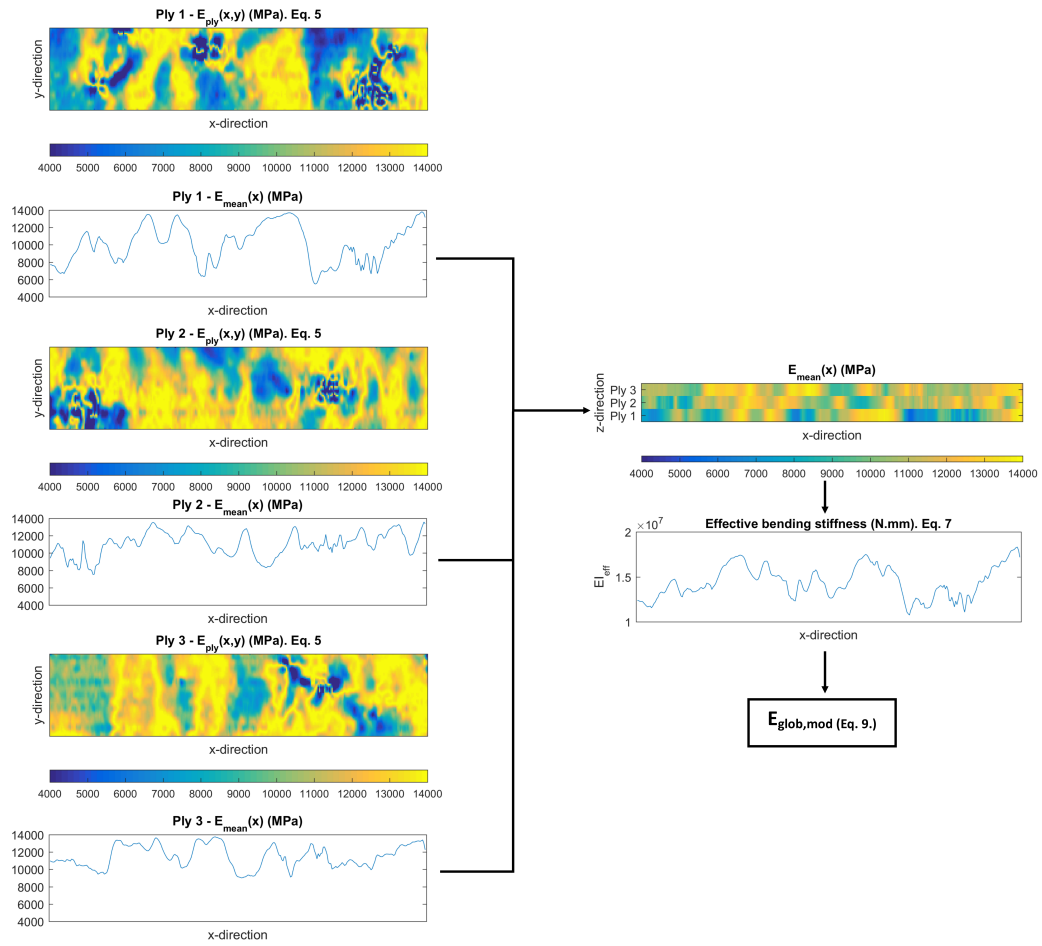 Ply 1 - E_ply(x,y) (MPa). Eq. 5
y-direction
x-direction
4000 5000 6000 7000 8000 9000 10000 11000 12000 13000 14000
Ply 1 - E_mean(x) (MPa)
14000
12000
10000
8000
6000
4000
x-direction
Ply 2 - E_ply(x,y) (MPa). Eq. 5
y-direction
x-direction
4000 5000 6000 7000 8000 9000 10000 11000 12000 13000 14000
Ply 2 - E_mean(x) (MPa)
14000
12000
10000
8000
6000
4000
x-direction
Ply 3 - E_ply(x,y) (MPa). Eq. 5
y-direction
x-direction
4000 5000 6000 7000 8000 9000 10000 11000 12000 13000 14000
Ply 3 - E_mean(x) (MPa)
14000
12000
10000
8000
6000
4000
x-direction
E_mean(x) (MPa)
z-direction
Ply 3
Ply 2
Ply 1
x-direction
4000 5000 6000 7000 8000 9000 10000 11000 12000 13000 14000
×10^7
Effective bending stiffness (N.mm). Eq. 7
EI_eff
2
1.5
1
x-direction
E_glob,mod (Eq. 9.)